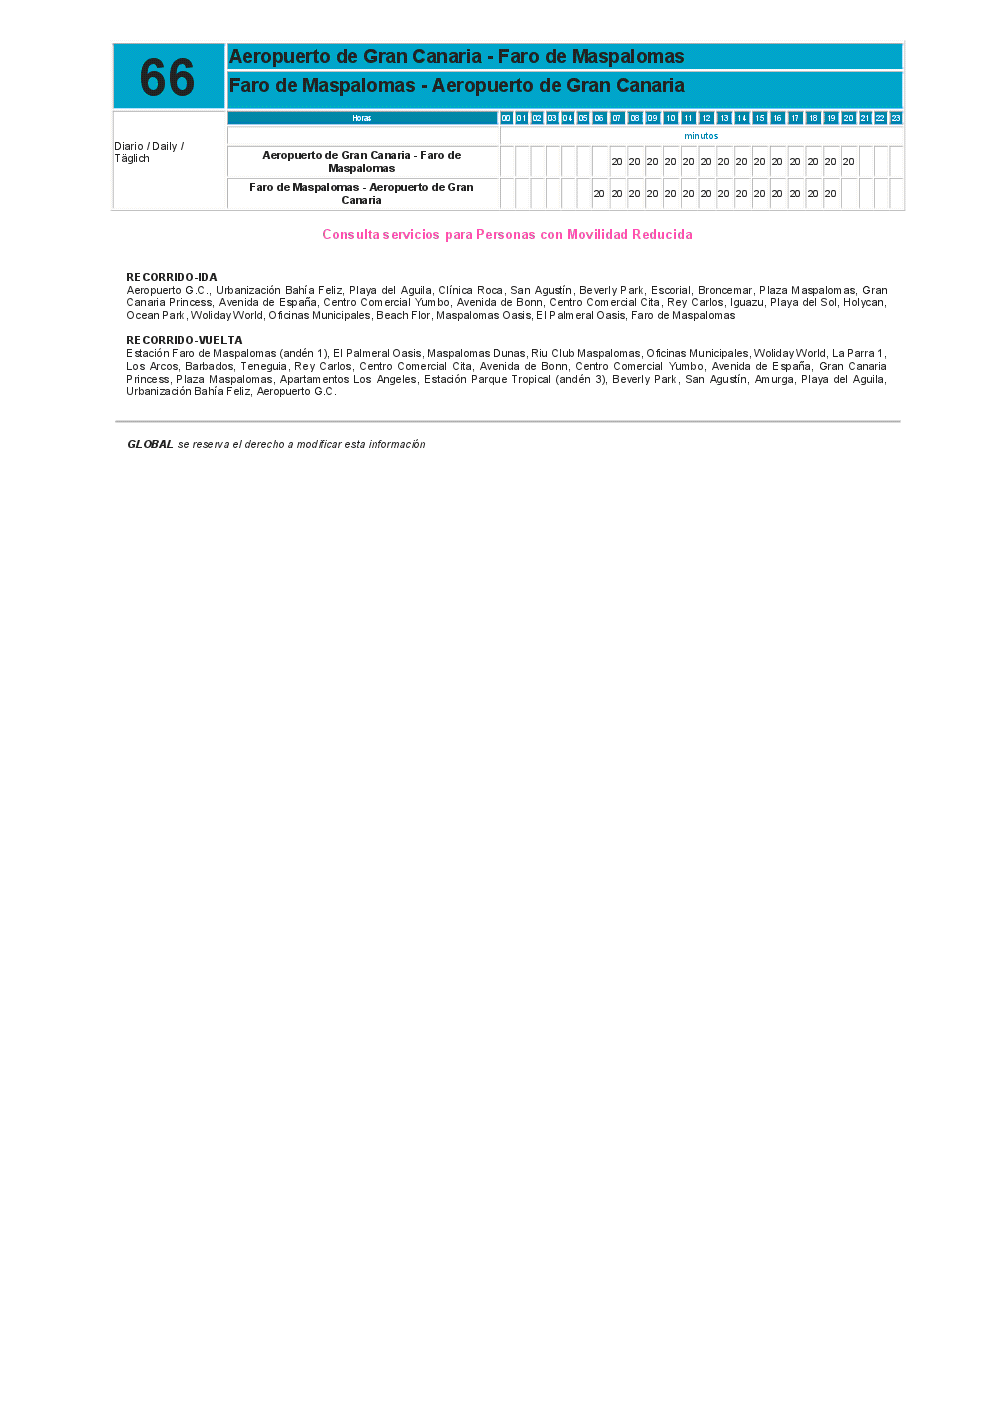 66
Aeropuerto de Gran Canaria - Faro de Maspalomas
Faro de Maspalomas - Aeropuerto de Gran Canaria
Diario / Daily /
Täglich
Horas 00 01 02 03 04 05 06 07 08 09 10 11 12 13 14 15 16 17 18 19 20 21 22 23
minutos
Aeropuerto de Gran Canaria - Faro de
Maspalomas
20 20 20 20 20 20 20 20 20 20 20 20 20 20
Faro de Maspalomas - Aeropuerto de Gran
Canaria
20 20 20 20 20 20 20 20 20 20 20 20 20 20
Consulta servicios para Personas con Movilidad Reducida
RECORRIDO-IDA
Aeropuerto G.C., Urbanización Bahía Feliz, Playa del Aguila, Clínica Roca, San Agustín, Beverly Park, Escorial, Broncemar, Plaza Maspalomas, Gran
Canaria Princess, Avenida de España, Centro Comercial Yumbo, Avenida de Bonn, Centro Comercial Cita, Rey Carlos, Iguazu, Playa del Sol, Holycan,
Ocean Park, Woliday World, Oficinas Municipales, Beach Flor, Maspalomas Oasis, El Palmeral Oasis, Faro de Maspalomas
RECORRIDO-VUELTA
Estación Faro de Maspalomas (andén 1), El Palmeral Oasis, Maspalomas Dunas, Riu Club Maspalomas, Oficinas Municipales, Woliday World, La Parra 1,
Los Arcos, Barbados, Teneguia, Rey Carlos, Centro Comercial Cita, Avenida de Bonn, Centro Comercial Yumbo, Avenida de España, Gran Canaria
Princess, Plaza Maspalomas, Apartamentos Los Angeles, Estación Parque Tropical (andén 3), Beverly Park, San Agustín, Amurga, Playa del Aguila,
Urbanización Bahía Feliz, Aeropuerto G.C.
GLOBAL se reserva el derecho a modificar esta información